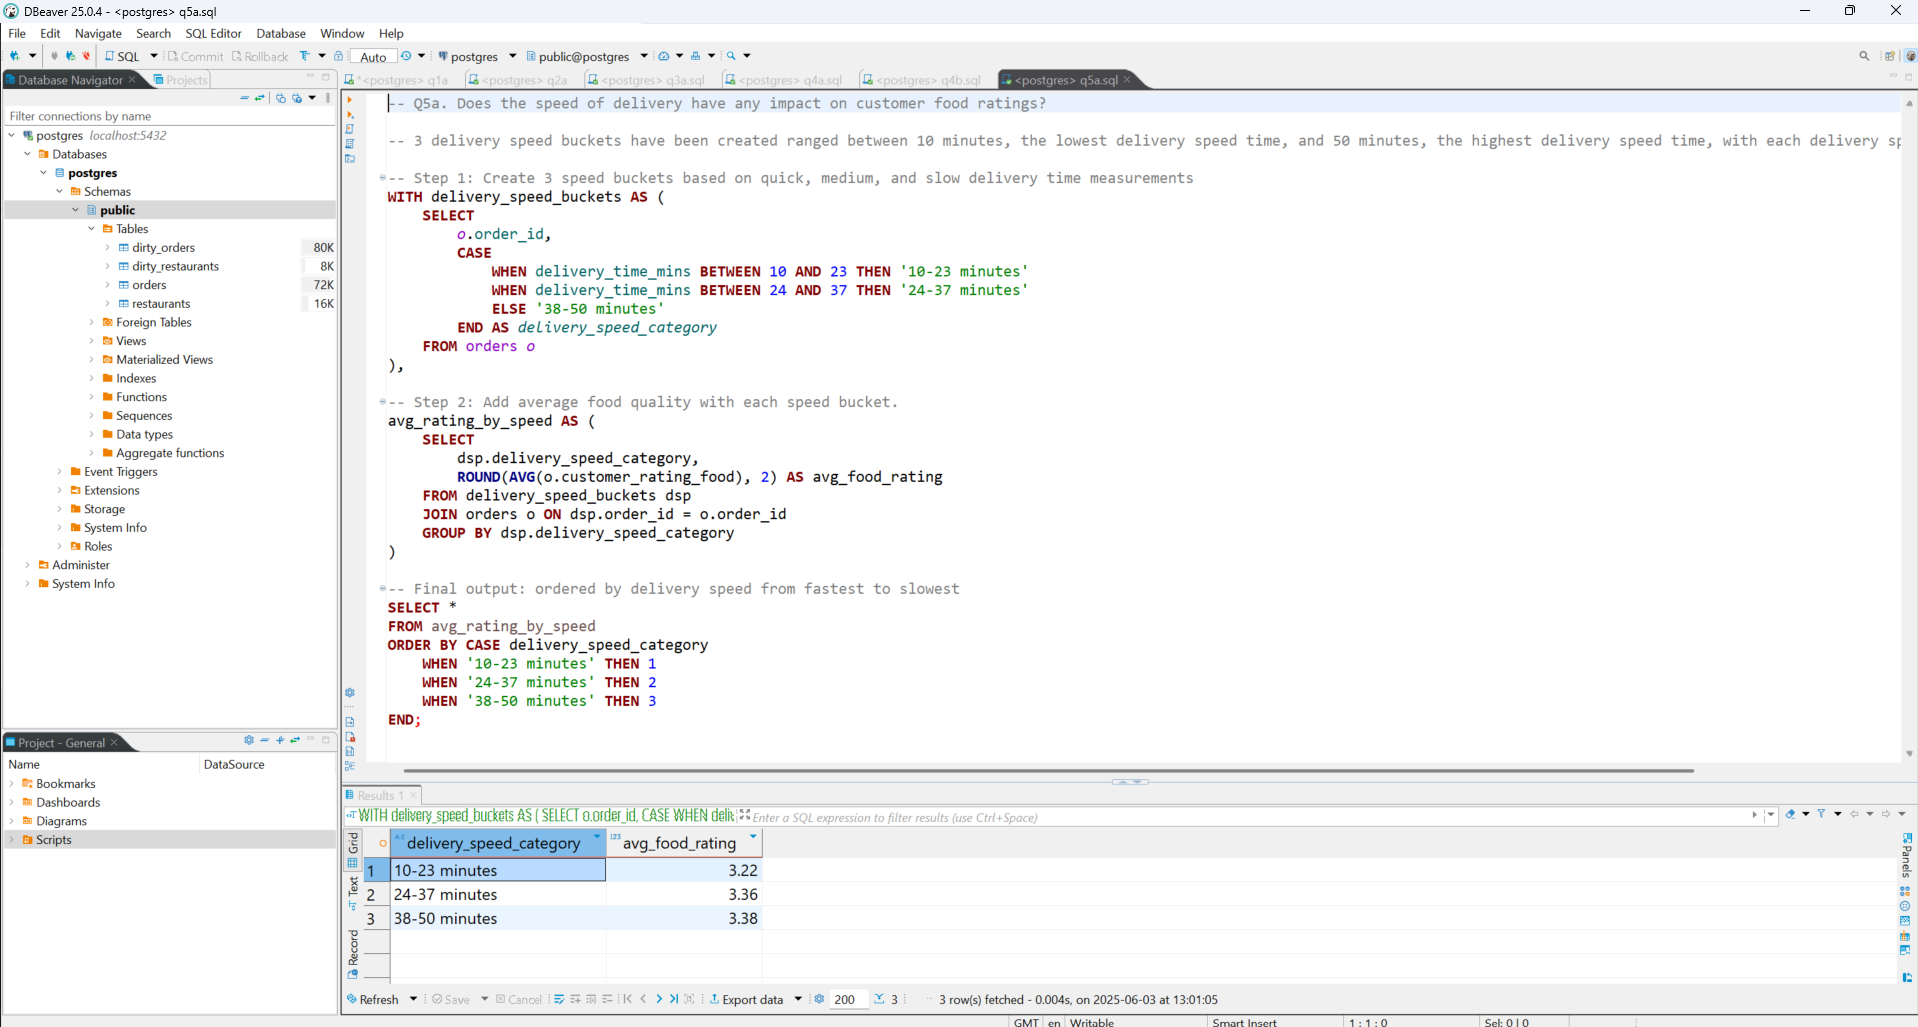 DBeaver 25.0.4 - <postgres> q5a.sql
File Edit Navigate Search SQL Editor Database Window Help
SQL Commit Rollback Auto postgres public@postgres
Database Navigator Projects
*<postgres> q1a <postgres> q2a <postgres> q3a.sql <postgres> q4a.sql <postgres> q4b.sql <postgres> q5a.sql
Filter connections by name
postgres localhost:5432
Databases
postgres
Schemas
public
Tables
dirty_orders 80K
dirty_restaurants 8K
orders 72K
restaurants 16K
Foreign Tables
Views
Materialized Views
Indexes
Functions
Sequences
Data types
Aggregate functions
Event Triggers
Extensions
Storage
System Info
Roles
Administer
System Info
Project - General
Name DataSource
Bookmarks
Dashboards
Diagrams
Scripts
-- Q5a. Does the speed of delivery have any impact on customer food ratings?
-- 3 delivery speed buckets have been created ranged between 10 minutes, the lowest delivery speed time, and 50 minutes, the highest delivery speed time, with each delivery sp
-- Step 1: Create 3 speed buckets based on quick, medium, and slow delivery time measurements
WITH delivery_speed_buckets AS (
SELECT
o.order_id,
CASE
WHEN delivery_time_mins BETWEEN 10 AND 23 THEN '10-23 minutes'
WHEN delivery_time_mins BETWEEN 24 AND 37 THEN '24-37 minutes'
ELSE '38-50 minutes'
END AS delivery_speed_category
FROM orders o
),
-- Step 2: Add average food quality with each speed bucket.
avg_rating_by_speed AS (
SELECT
dsp.delivery_speed_category,
ROUND(AVG(o.customer_rating_food), 2) AS avg_food_rating
FROM delivery_speed_buckets dsp
JOIN orders o ON dsp.order_id = o.order_id
GROUP BY dsp.delivery_speed_category
)
-- Final output: ordered by delivery speed from fastest to slowest
SELECT *
FROM avg_rating_by_speed
ORDER BY CASE delivery_speed_category
WHEN '10-23 minutes' THEN 1
WHEN '24-37 minutes' THEN 2
WHEN '38-50 minutes' THEN 3
END;
Results 1
WITH delivery_speed_buckets AS ( SELECT o.order_id, CASE WHEN deliv Enter a SQL expression to filter results (use Ctrl+Space)
Grid
Text
Record
Panels
A-Z delivery_speed_category 123 avg_food_rating
1 10-23 minutes 3.22
2 24-37 minutes 3.36
3 38-50 minutes 3.38
Refresh Save Cancel Export data 200 3 3 row(s) fetched - 0.004s, on 2025-06-03 at 13:01:05
GMT en Writable Smart Insert 1 : 1 : 0 Sel: 0 | 0